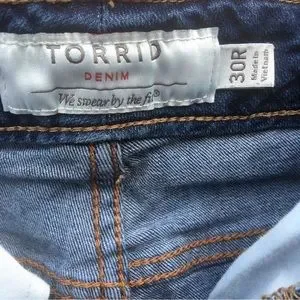 TORRID
DENIM
We swear by the fit®
30R
Made in
Vietnam